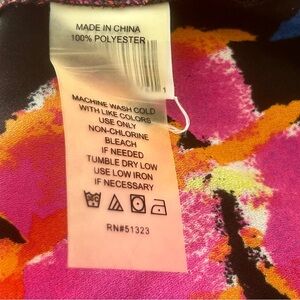 MADE IN CHINA
100% POLYESTER
MACHINE WASH COLD
WITH LIKE COLORS
USE ONLY
NON-CHLORINE
BLEACH
IF NEEDED
TUMBLE DRY LOW
USE LOW IRON
IF NECESSARY
RN#51323